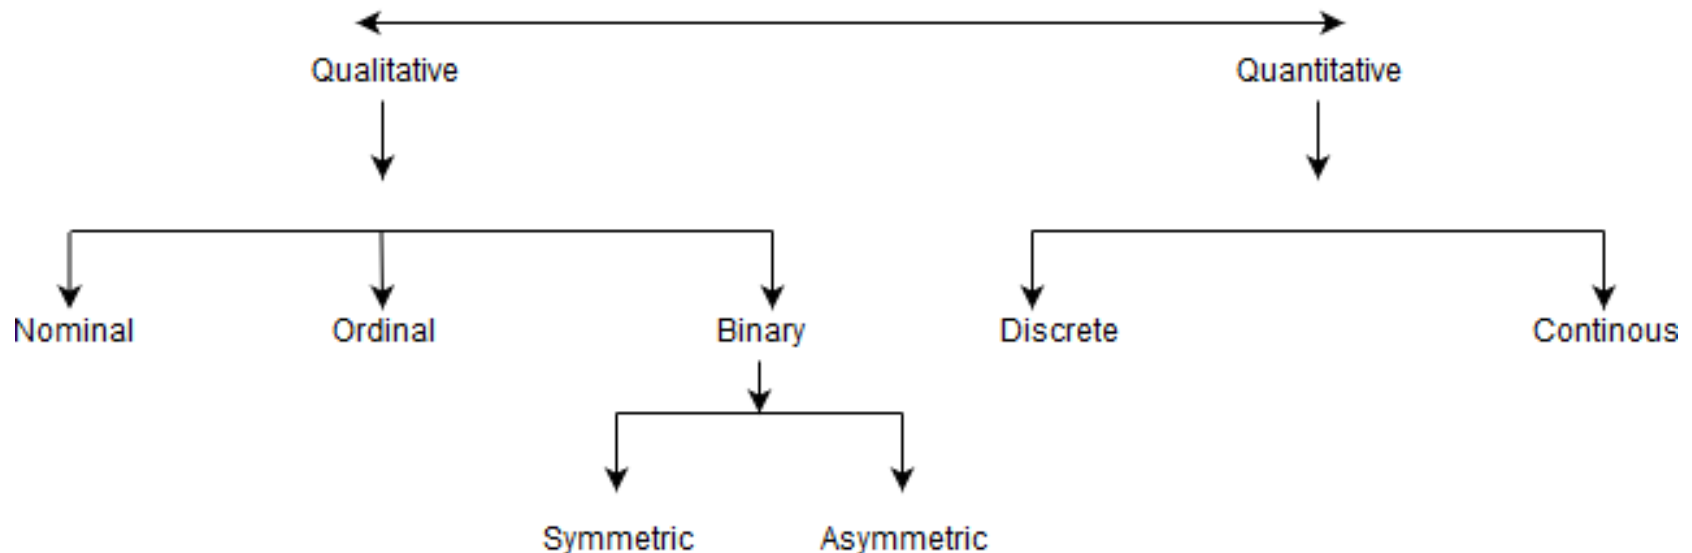 Qualitative Quantitative
Nominal Ordinal Binary Discrete Continous
Symmetric Asymmetric